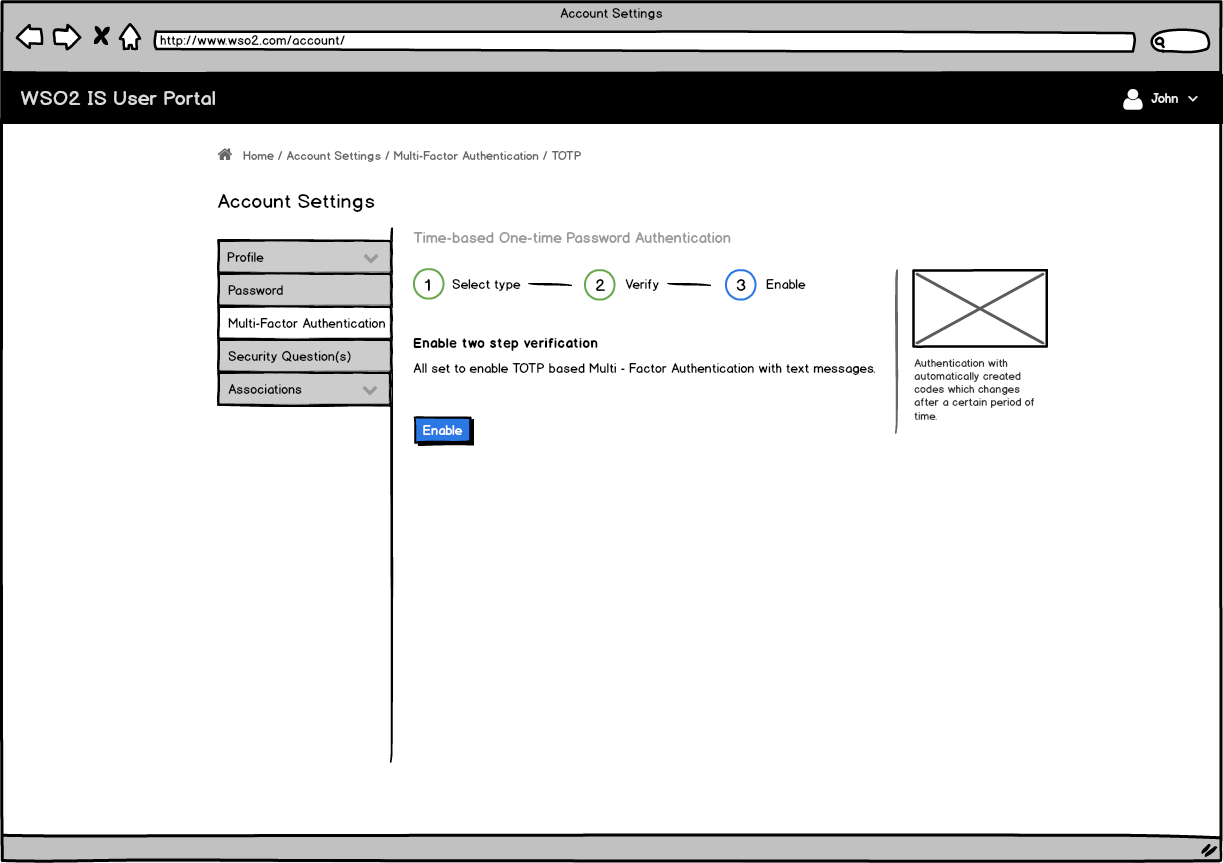 Account Settings
http://www.wso2.com/account/
WSO2 IS User Portal
John
Home / Account Settings / Multi-Factor Authentication / TOTP
Account Settings
Profile
Password
Multi-Factor Authentication
Security Question(s)
Associations
Time-based One-time Password Authentication
1 Select type 2 Verify 3 Enable
Enable two step verification
All set to enable TOTP based Multi - Factor Authentication with text messages.
Enable
Authentication with
automatically created
codes which changes
after a certain period of
time.